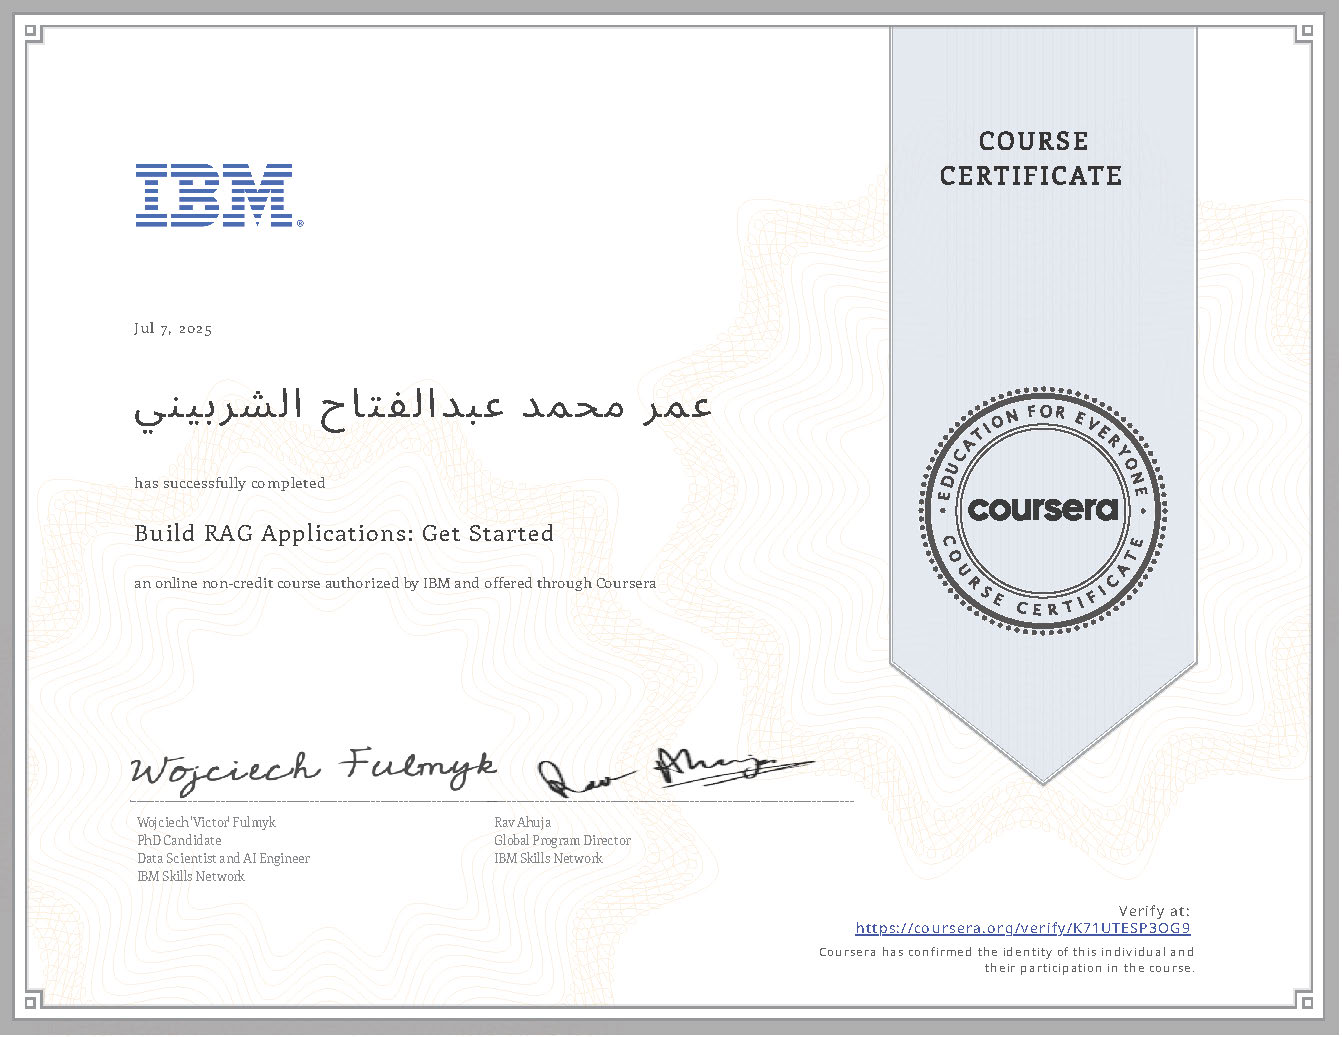 IBM®
COURSE
CERTIFICATE
Jul 7, 2025
عمر محمد عبدالفتاح الشربيني
has successfully completed
Build RAG Applications: Get Started
an online non-credit course authorized by IBM and offered through Coursera
EDUCATION FOR EVERYONE
coursera
COURSE CERTIFICATE
Wojciech Fulmyk
Rav Ahuja
Wojciech 'Victor' Fulmyk
PhD Candidate
Data Scientist and AI Engineer
IBM Skills Network
Rav Ahuja
Global Program Director
IBM Skills Network
Verify at:
https://coursera.org/verify/K71UTESP3OG9
Coursera has confirmed the identity of this individual and
their participation in the course.